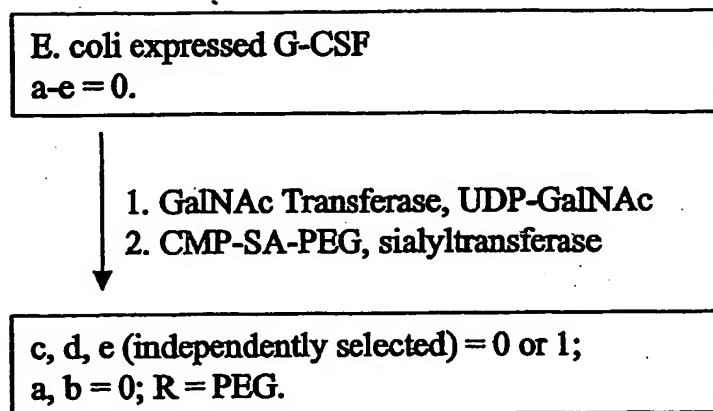 E. coli expressed G-CSF
a-e = 0.
1. GalNAc Transferase, UDP-GalNAc
2. CMP-SA-PEG, sialyltransferase
c, d, e (independently selected) = 0 or 1;
a, b = 0; R = PEG.